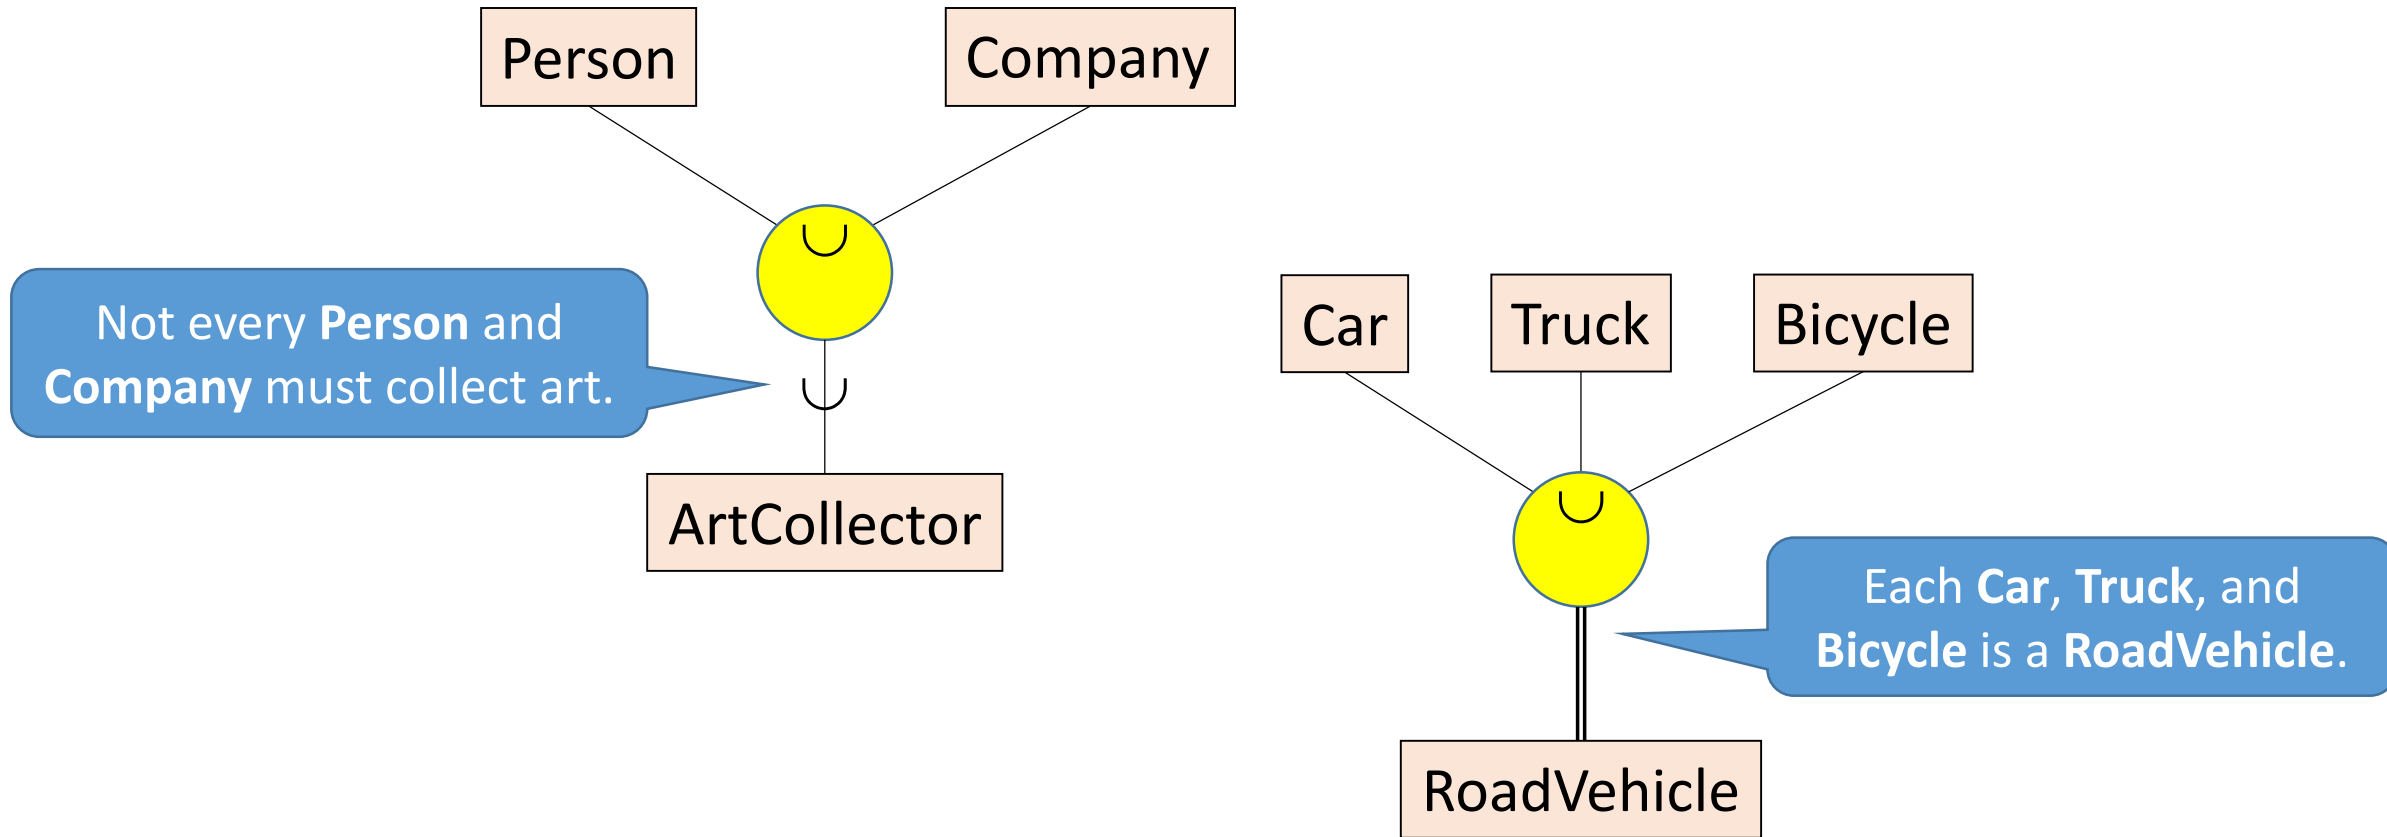 Person
Company
Not every Person and
Company must collect art.
ArtCollector
Car
Truck
Bicycle
Each Car, Truck, and
Bicycle is a RoadVehicle.
RoadVehicle